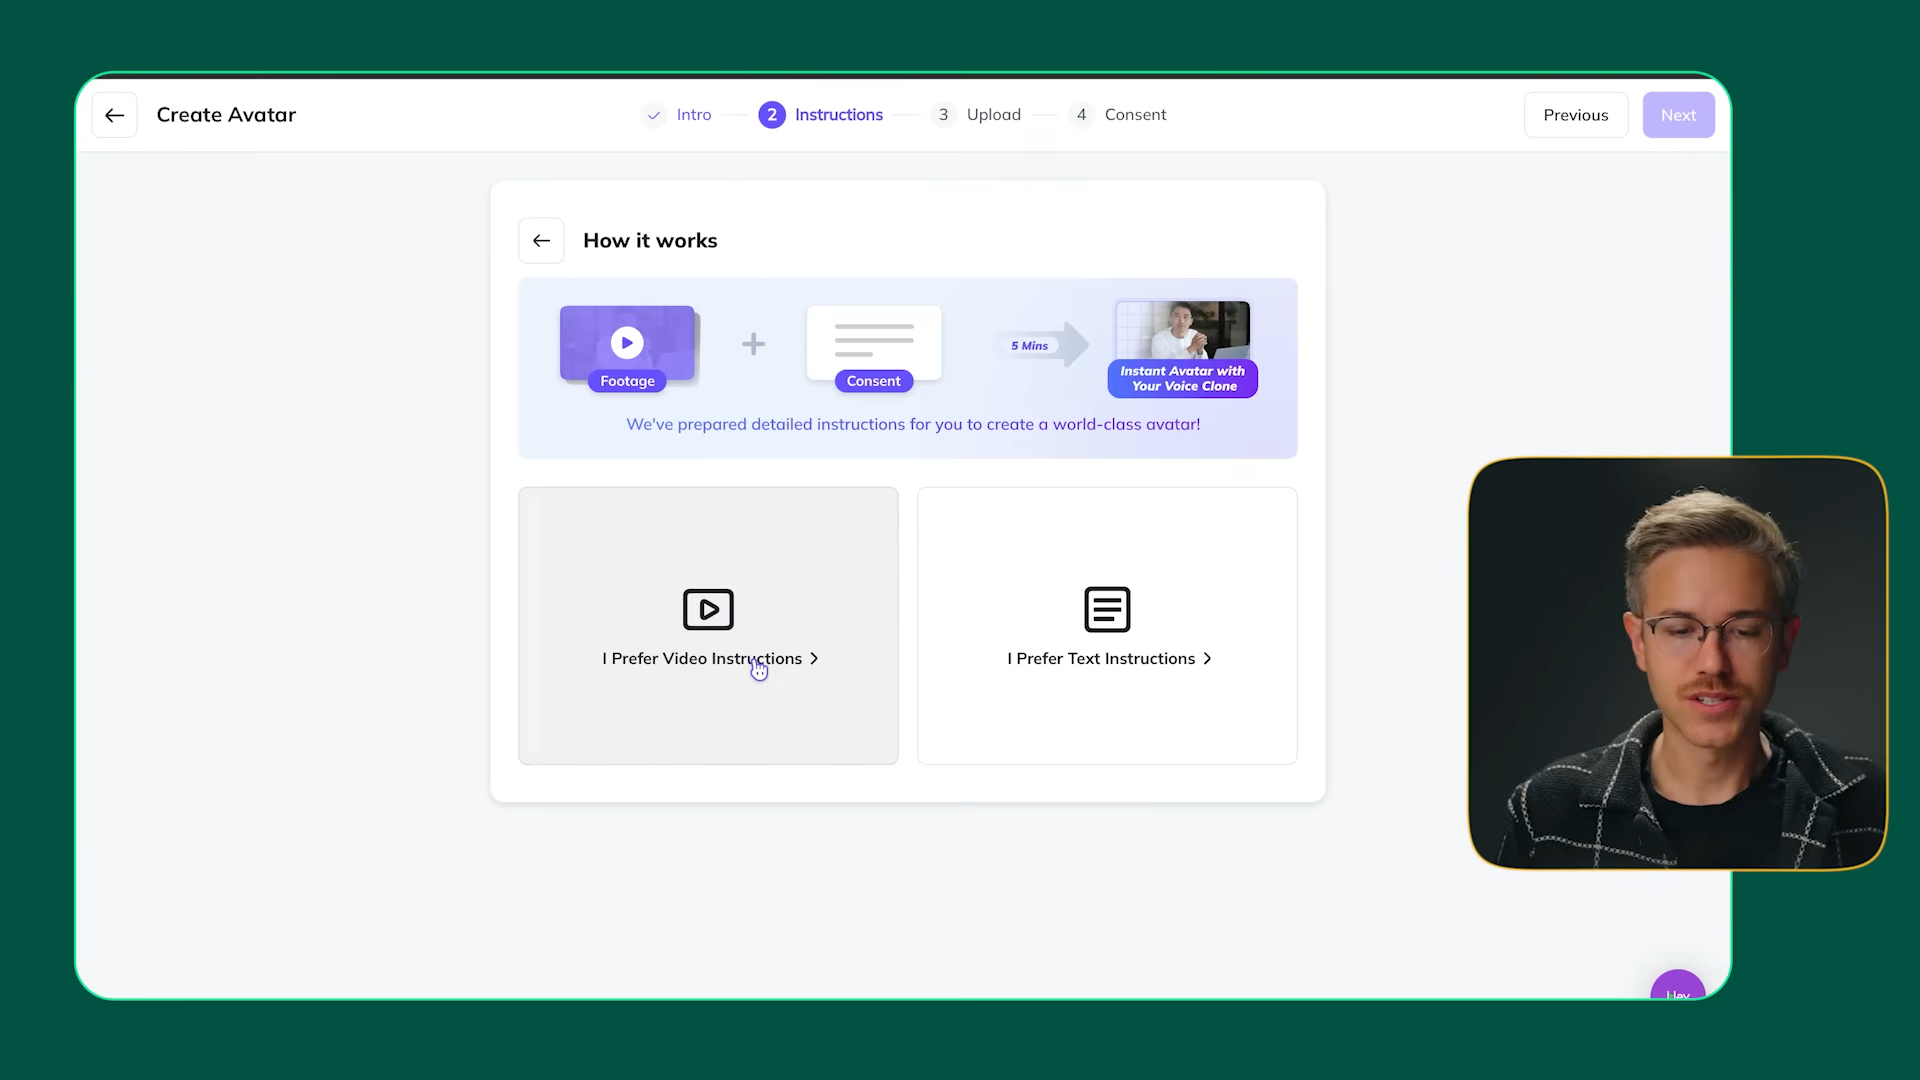 Create Avatar
Intro
2 Instructions
3 Upload
4 Consent
Previous
Next
How it works
Footage
Consent
5 Mins
Instant Avatar with
Your Voice Clone
We've prepared detailed instructions for you to create a world-class avatar!
I Prefer Video Instructions
I Prefer Text Instructions
Hey